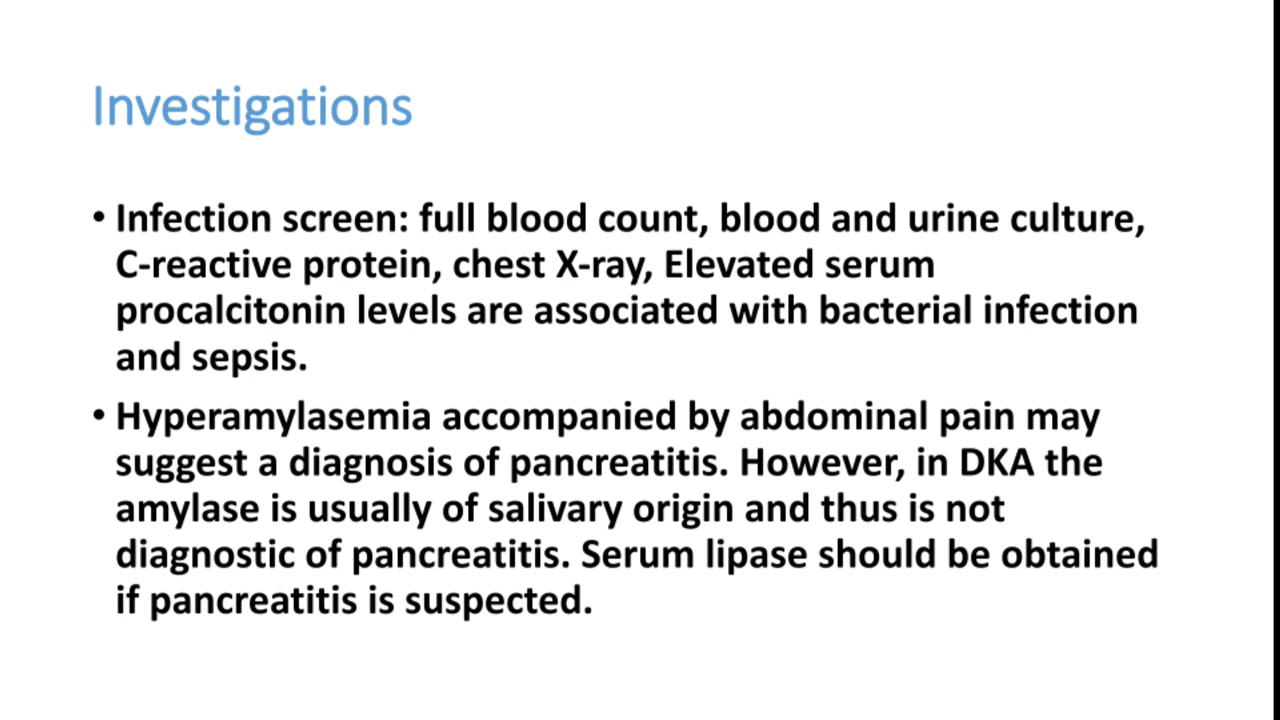 Investigations
• Infection screen: full blood count, blood and urine culture,
C-reactive protein, chest X-ray, Elevated serum
procalcitonin levels are associated with bacterial infection
and sepsis.
• Hyperamylasemia accompanied by abdominal pain may
suggest a diagnosis of pancreatitis. However, in DKA the
amylase is usually of salivary origin and thus is not
diagnostic of pancreatitis. Serum lipase should be obtained
if pancreatitis is suspected.